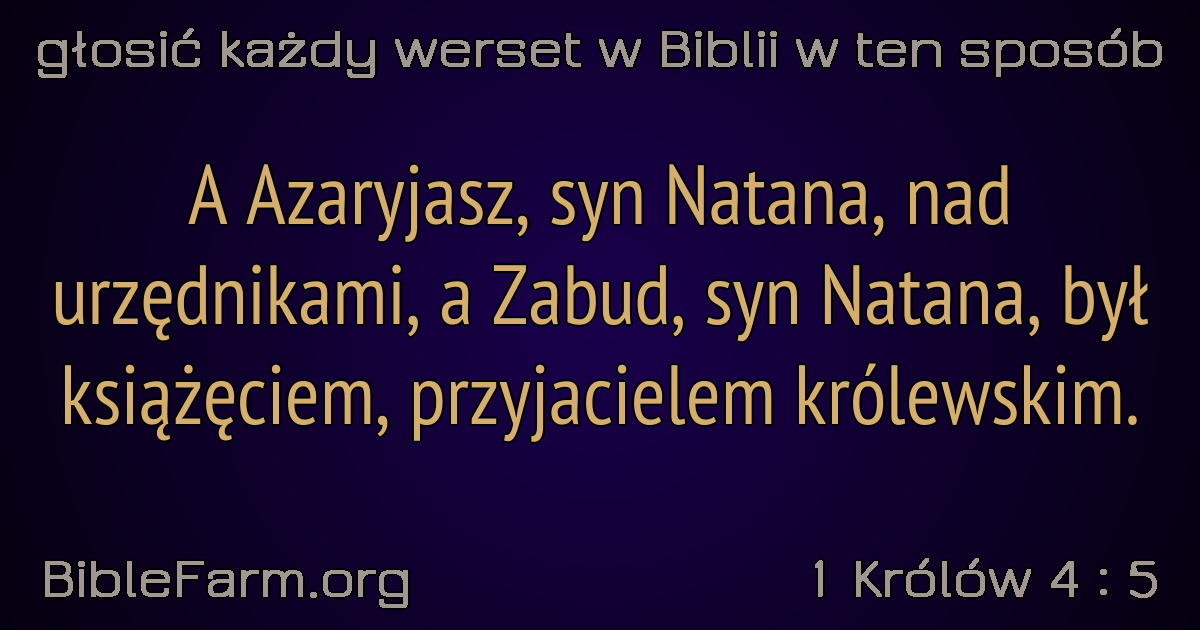 głosić każdy werset w Biblii w ten sposób
A Azaryjasz, syn Natana, nad
urzędnikami, a Zabud, syn Natana, był
książęciem, przyjacielem królewskim.
BibleFarm.org
1 Królów 4 : 5